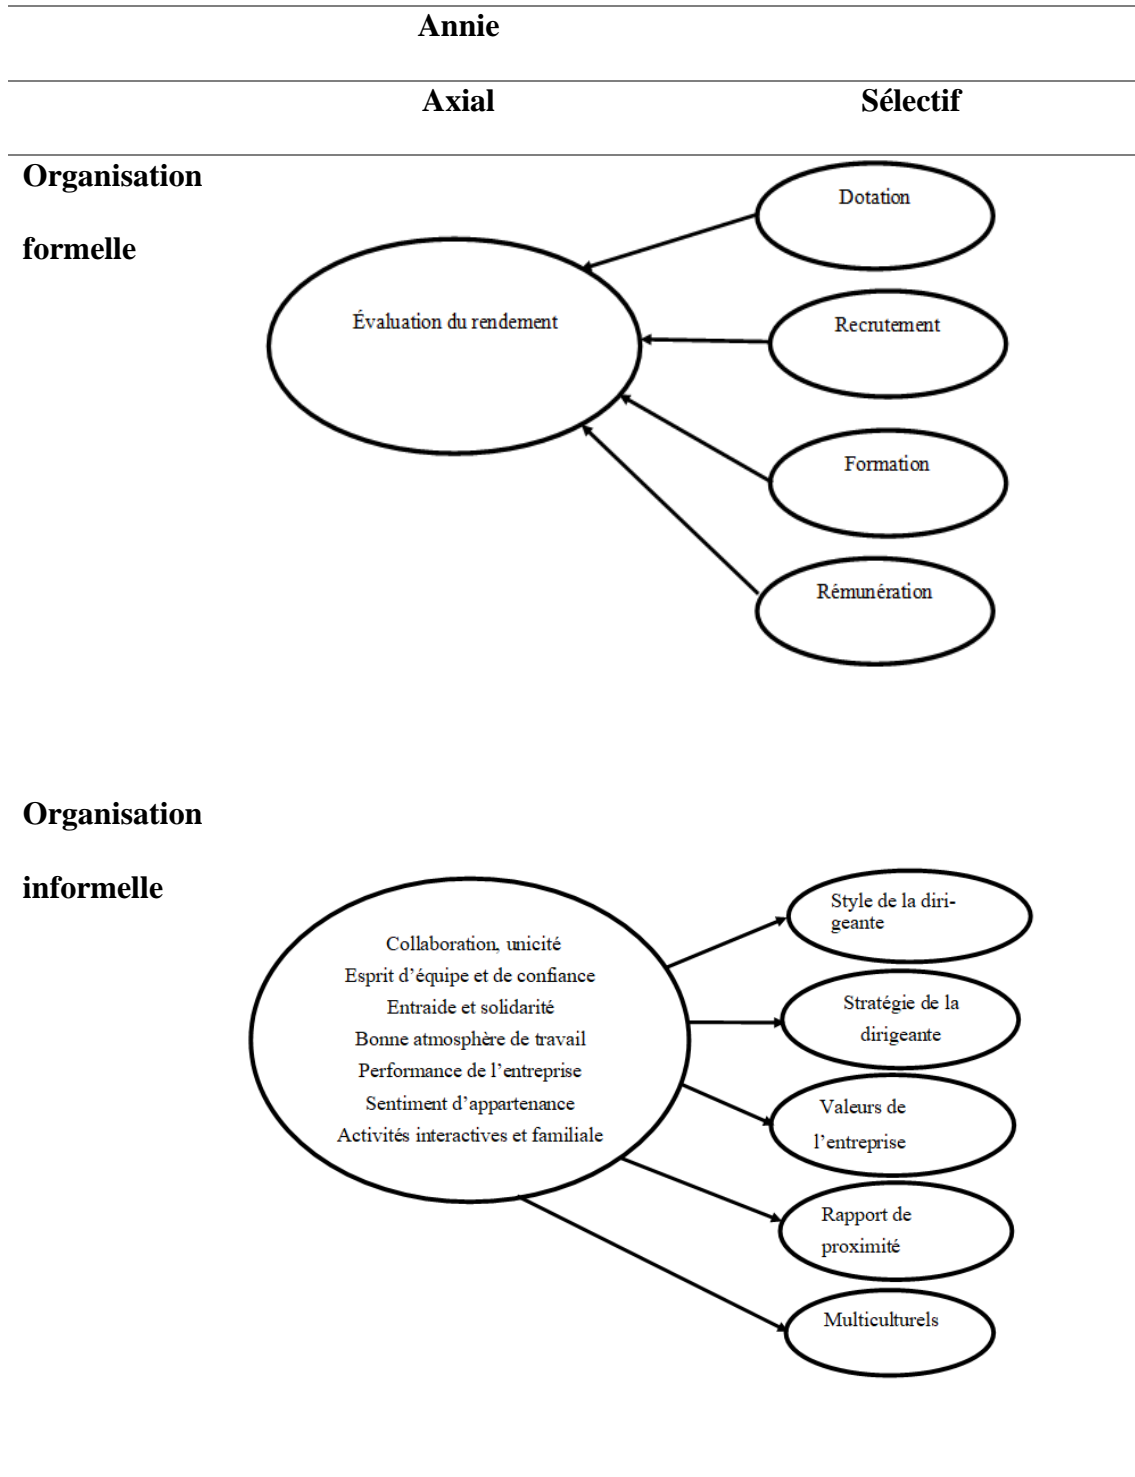 Annie
Axial
Sélectif
Organisation
formelle
Évaluation du rendement
Dotation
Recrutement
Formation
Rémunération
Organisation
informelle
Collaboration, unicité
Esprit d’équipe et de confiance
Entraide et solidarité
Bonne atmosphère de travail
Performance de l’entreprise
Sentiment d’appartenance
Activités interactives et familiale
Style de la diri-
geante
Stratégie de la
dirigeante
Valeurs de
l’entreprise
Rapport de
proximité
Multiculturels